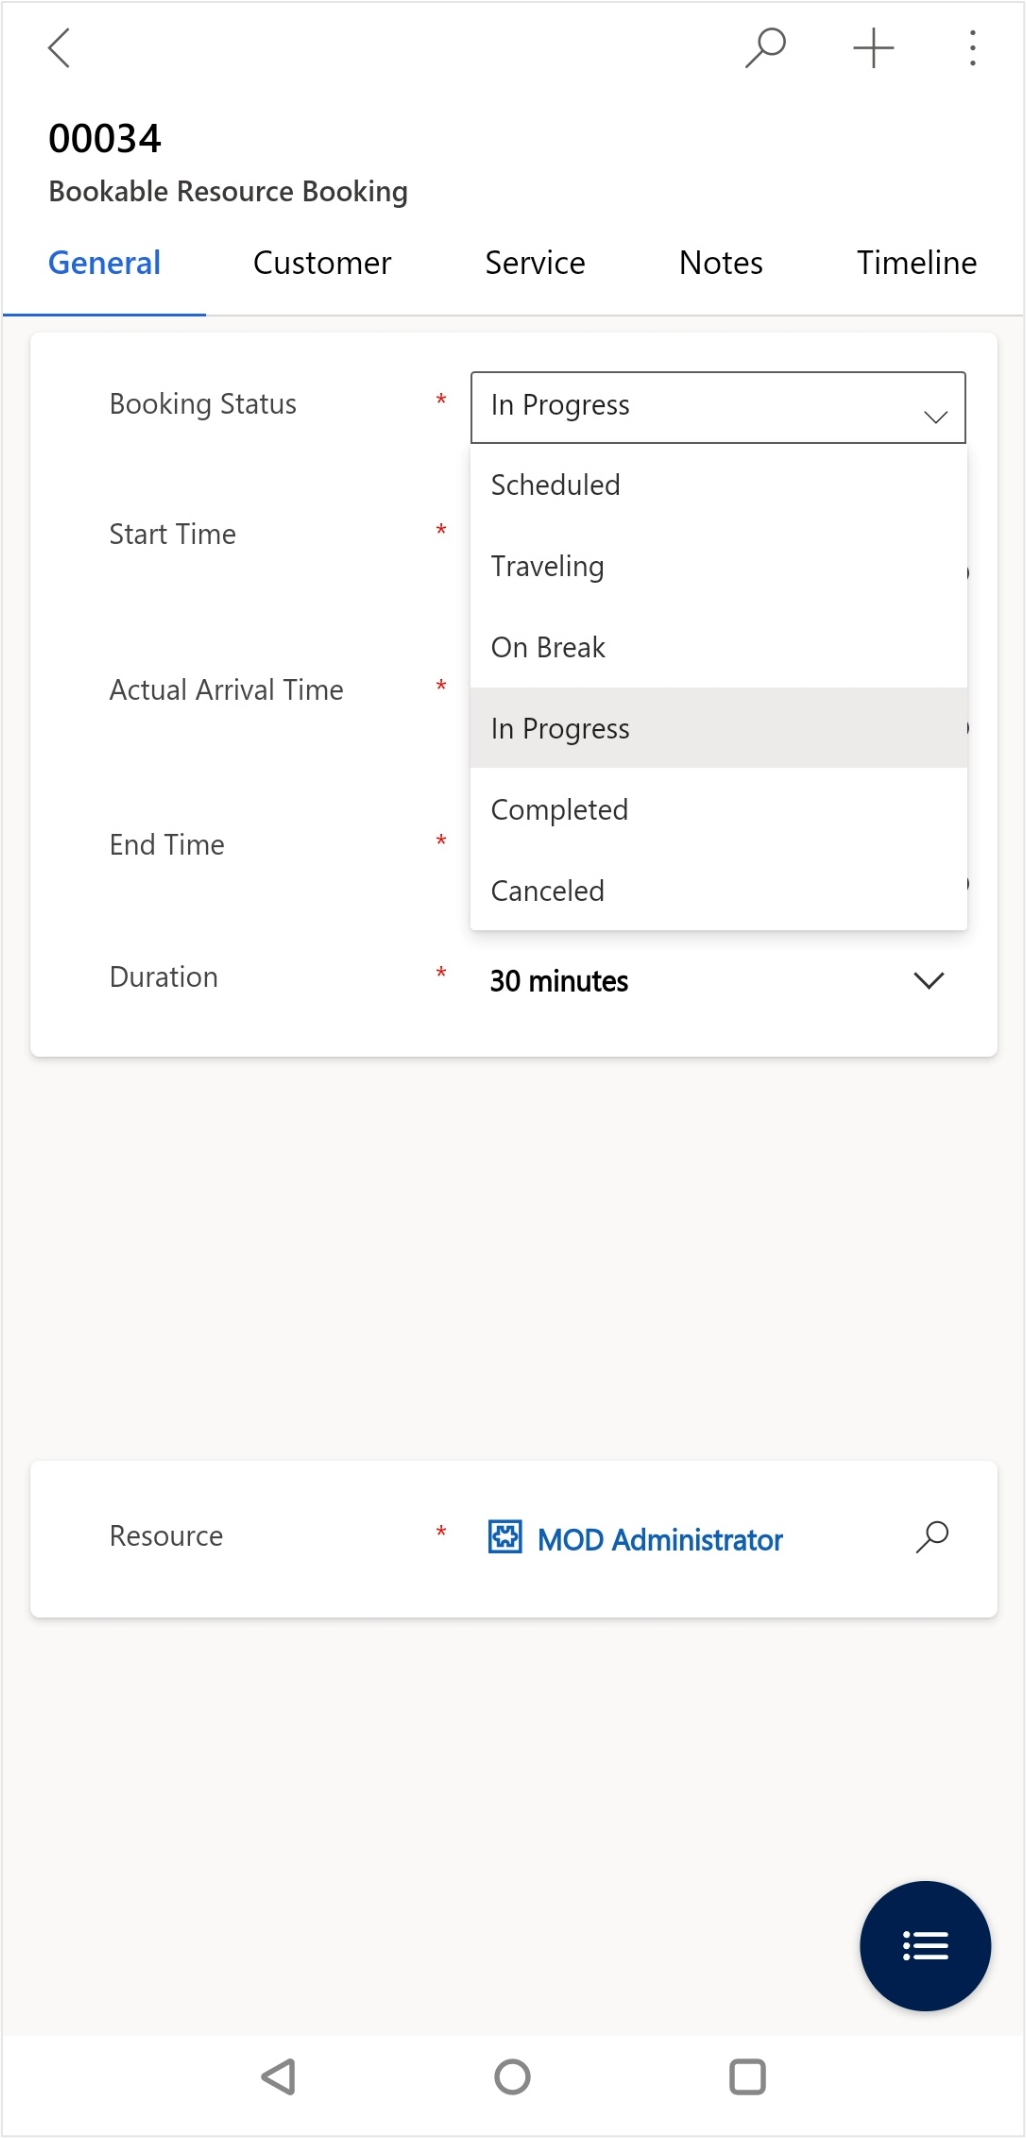 00034
Bookable Resource Booking
General Customer Service Notes Timeline
Booking Status * In Progress
Scheduled
Start Time *
Traveling
On Break
Actual Arrival Time *
In Progress
Completed
End Time *
Canceled
Duration * 30 minutes
Resource * MOD Administrator